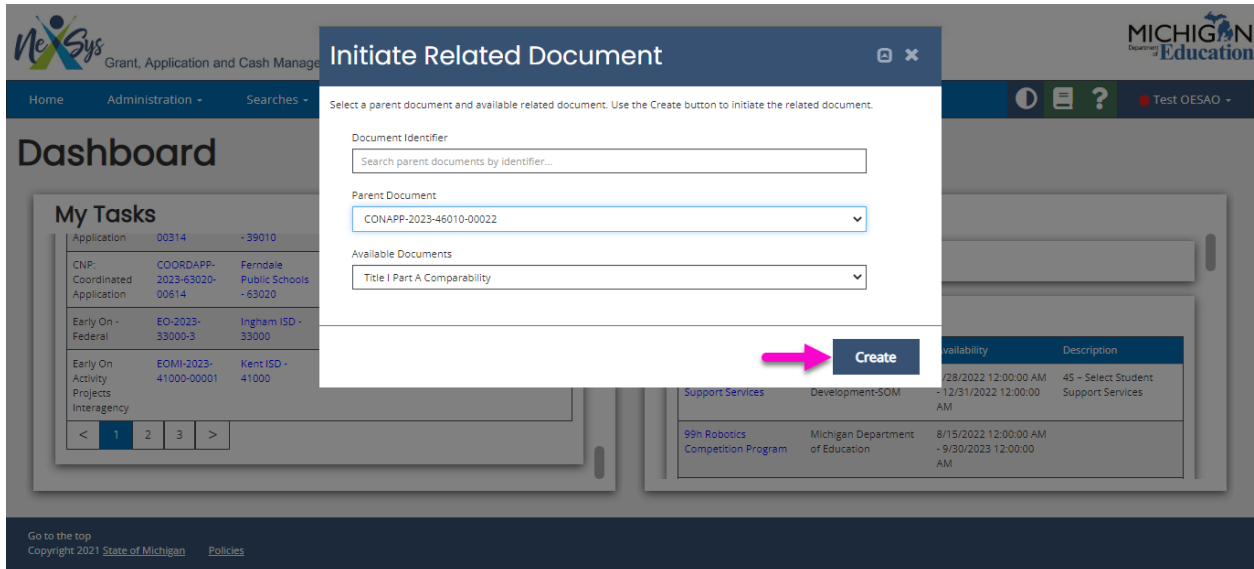 NexSys
Grant, Application and Cash Manage
MICHIGAN
Department of Education
Home
Administration
Searches
?
Test OESAO
Dashboard
Initiate Related Document
Select a parent document and available related document. Use the Create button to initiate the related document.
Document Identifier
Search parent documents by identifier...
Parent Document
CONAPP-2023-46010-00022
Available Documents
Title I Part A Comparability
Create
My Tasks
Application
00314
- 39010
CNP:
Coordinated
Application
COORDAPP-
2023-63020-
00614
Ferndale
Public Schools
- 63020
Early On -
Federal
EO-2023-
33000-3
Ingham ISD -
33000
Early On
Activity
Projects
Interagency
EOMI-2023-
41000-00001
Kent ISD -
41000
< 1 2 3 >
Description
Support Services
Development-SOM
/28/2022 12:00:00 AM
- 12/31/2022 12:00:00
AM
4S – Select Student
Support Services
99h Robotics
Competition Program
Michigan Department
of Education
8/15/2022 12:00:00 AM
- 9/30/2023 12:00:00
AM
Go to the top
Copyright 2021 State of Michigan Policies